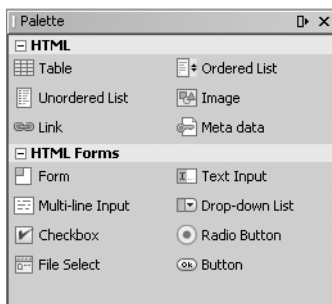 Palette
HTML
Table
Ordered List
Unordered List
Image
Link
Meta data
HTML Forms
Form
Text Input
Multi-line Input
Drop-down List
Checkbox
Radio Button
File Select
Button